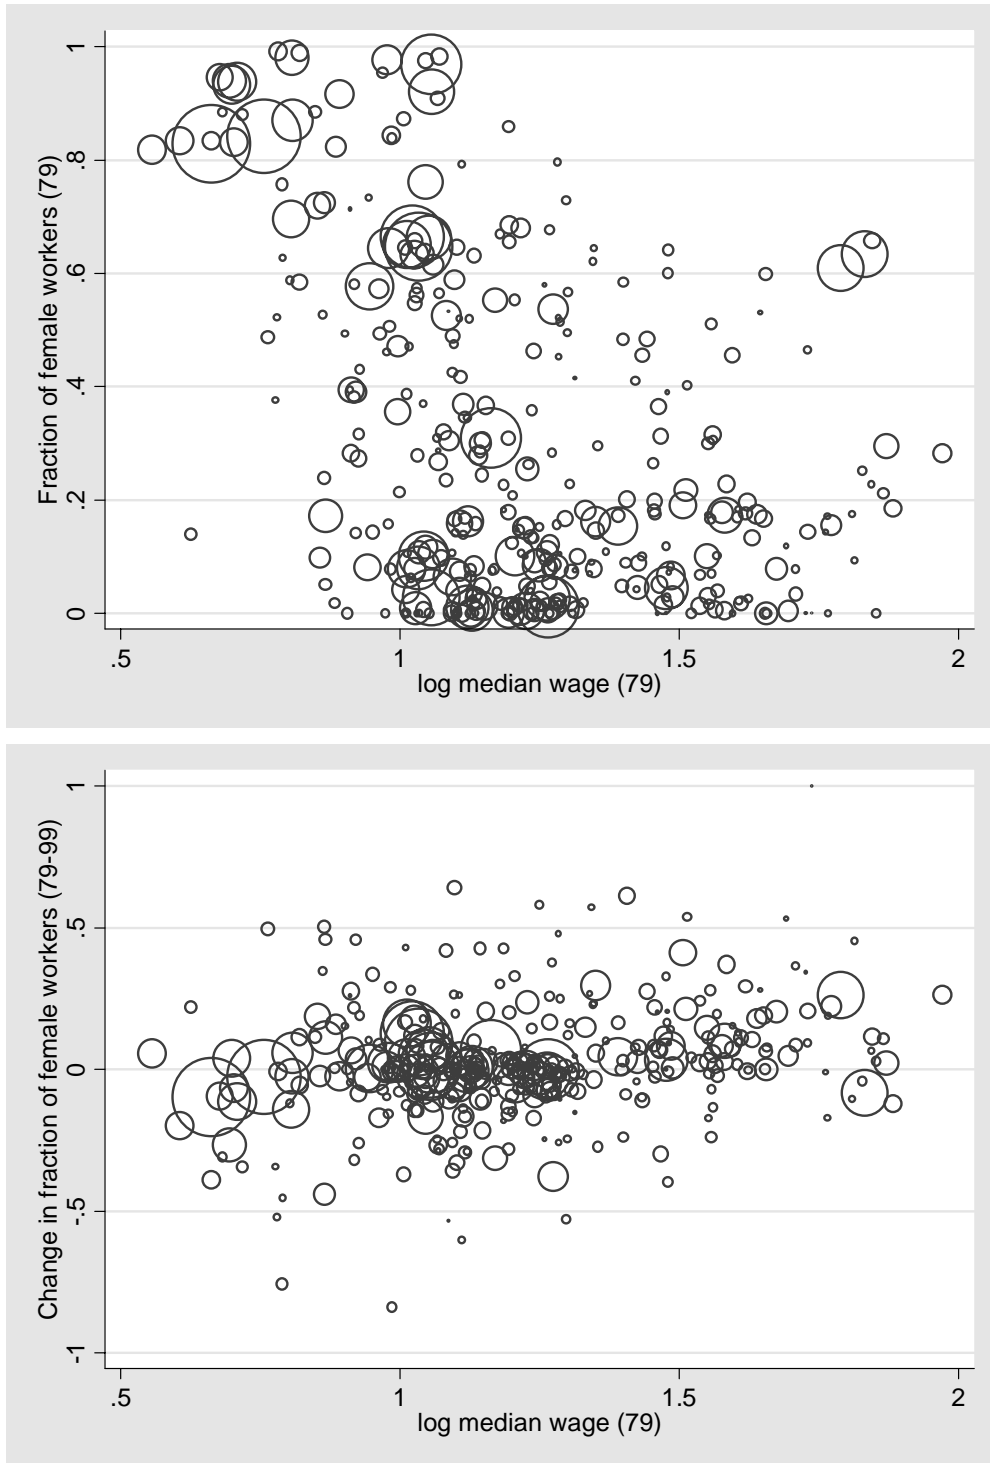 Fraction of female workers (79)
1
.8
.6
.4
.2
0
.5 1 1.5 2
log median wage (79)
Change in fraction of female workers (79-99)
1
.5
0
-.5
-1
.5 1 1.5 2
log median wage (79)